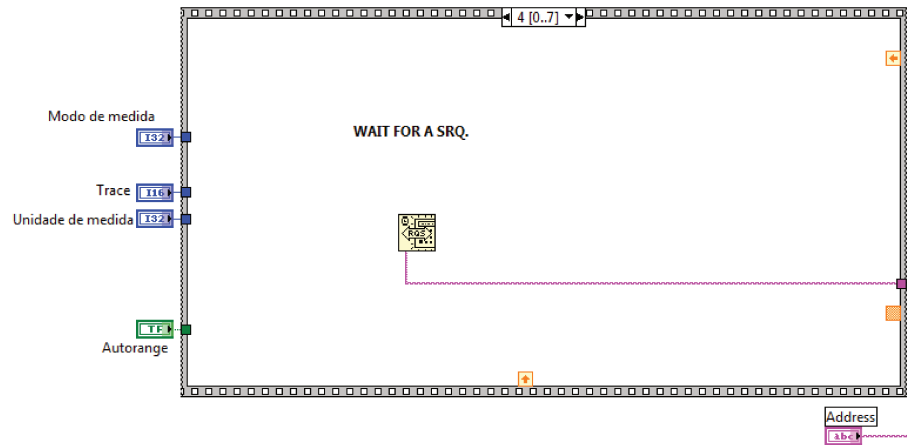 4 [0..7]
Modo de medida
I32
WAIT FOR A SRQ.
Trace
I16
Unidade de medida
I32
RQS
TF
Autorange
Address
abc